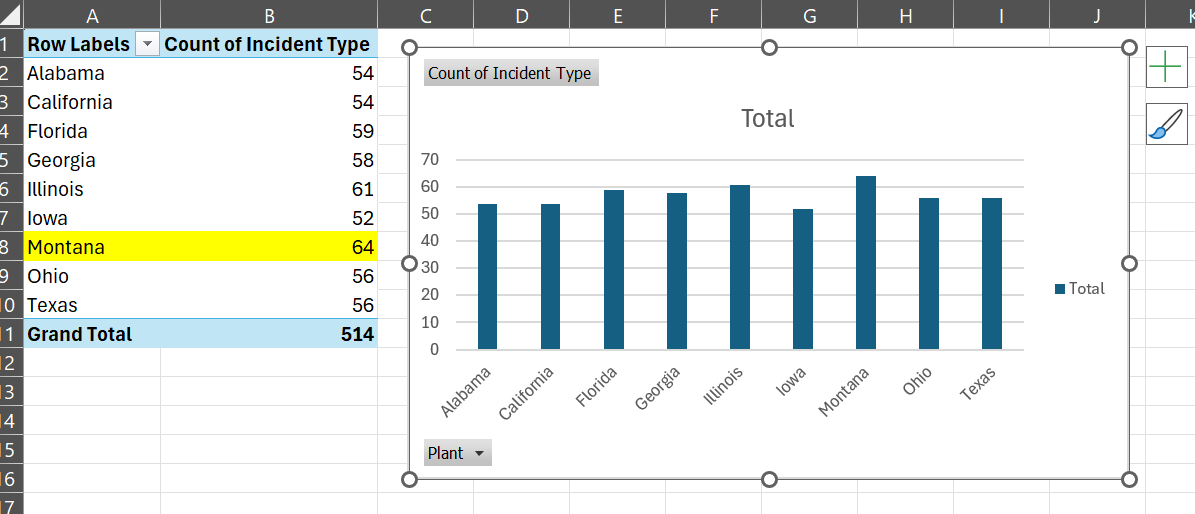 A B C D E F G H I J K
1 Row Labels Count of Incident Type
2 Alabama 54
3 California 54
4 Florida 59
5 Georgia 58
6 Illinois 61
7 Iowa 52
8 Montana 64
9 Ohio 56
10 Texas 56
11 Grand Total 514
12
13
14
15
16
17
Count of Incident Type
Total
70
60
50
40
30
20
10
0
Alabama California Florida Georgia Illinois Iowa Montana Ohio Texas
Total
Plant